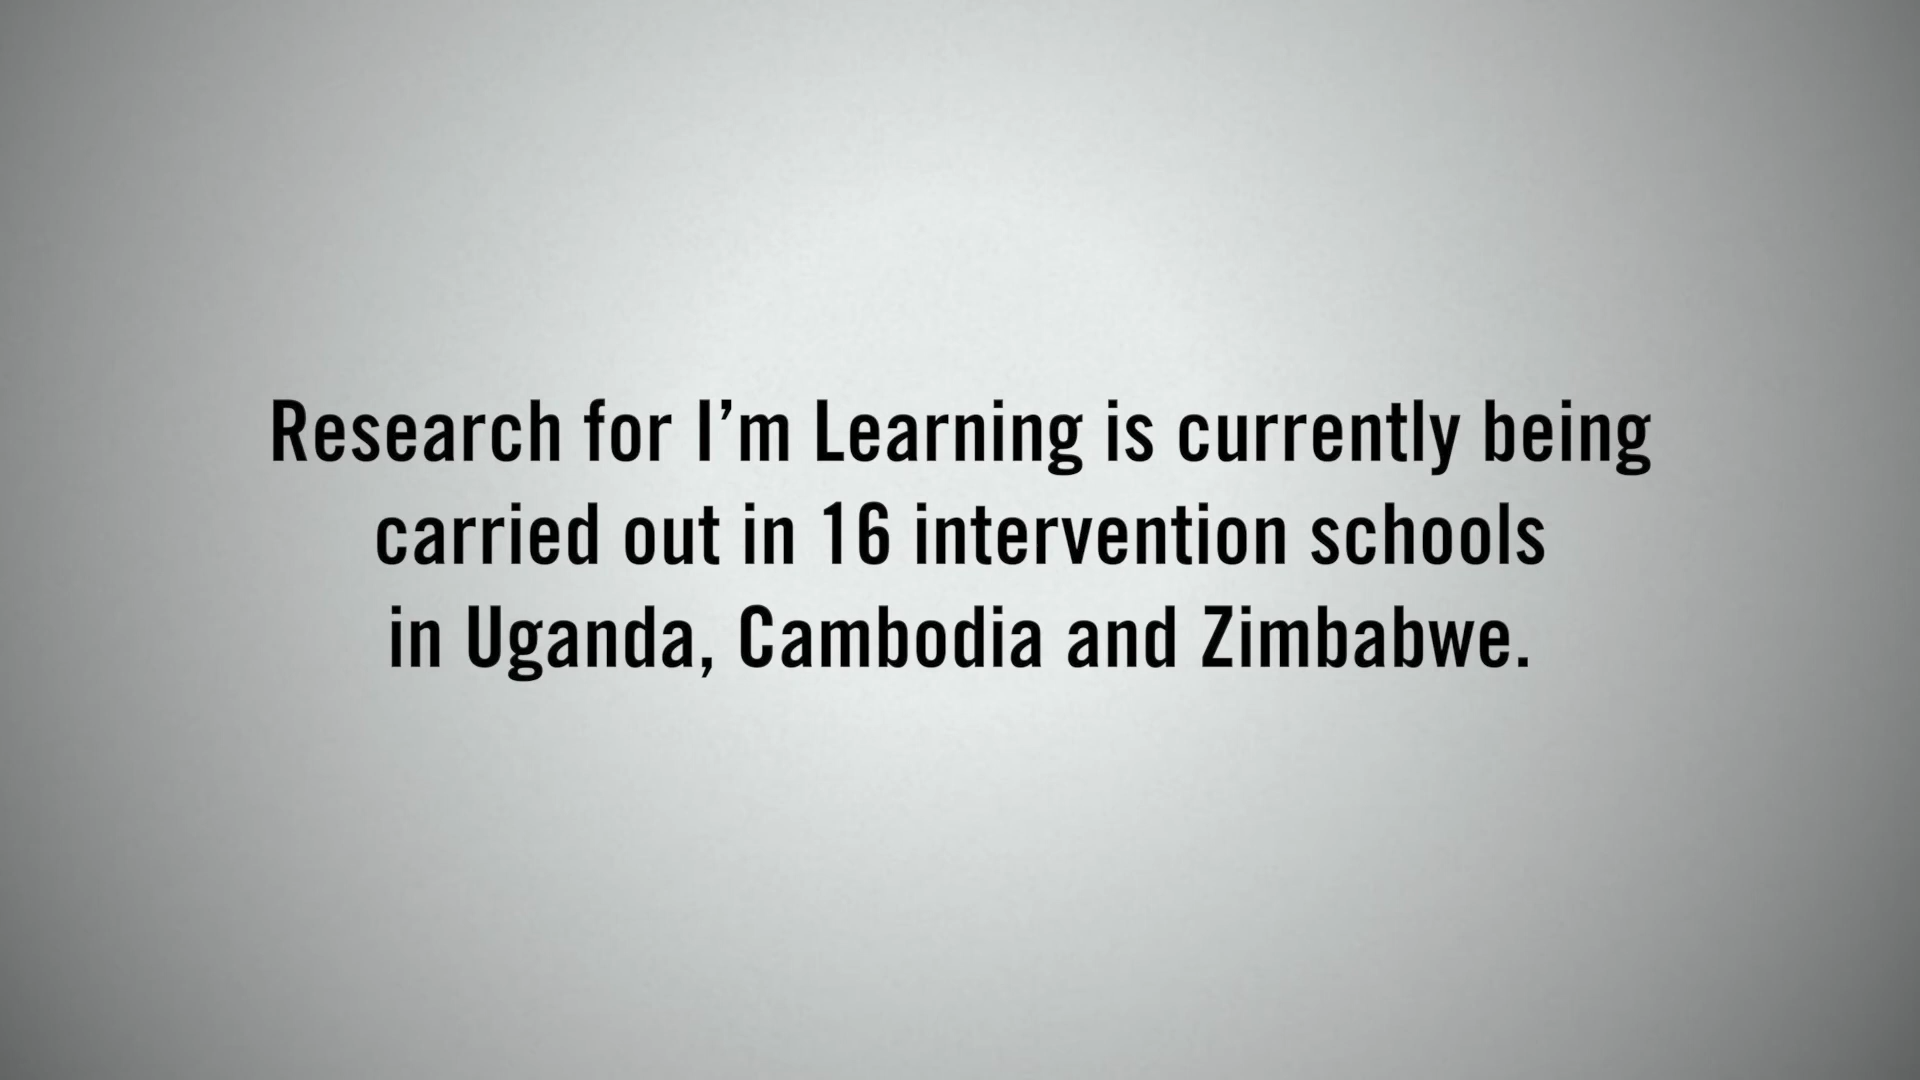 Research for I’m Learning is currently being
carried out in 16 intervention schools
in Uganda, Cambodia and Zimbabwe.